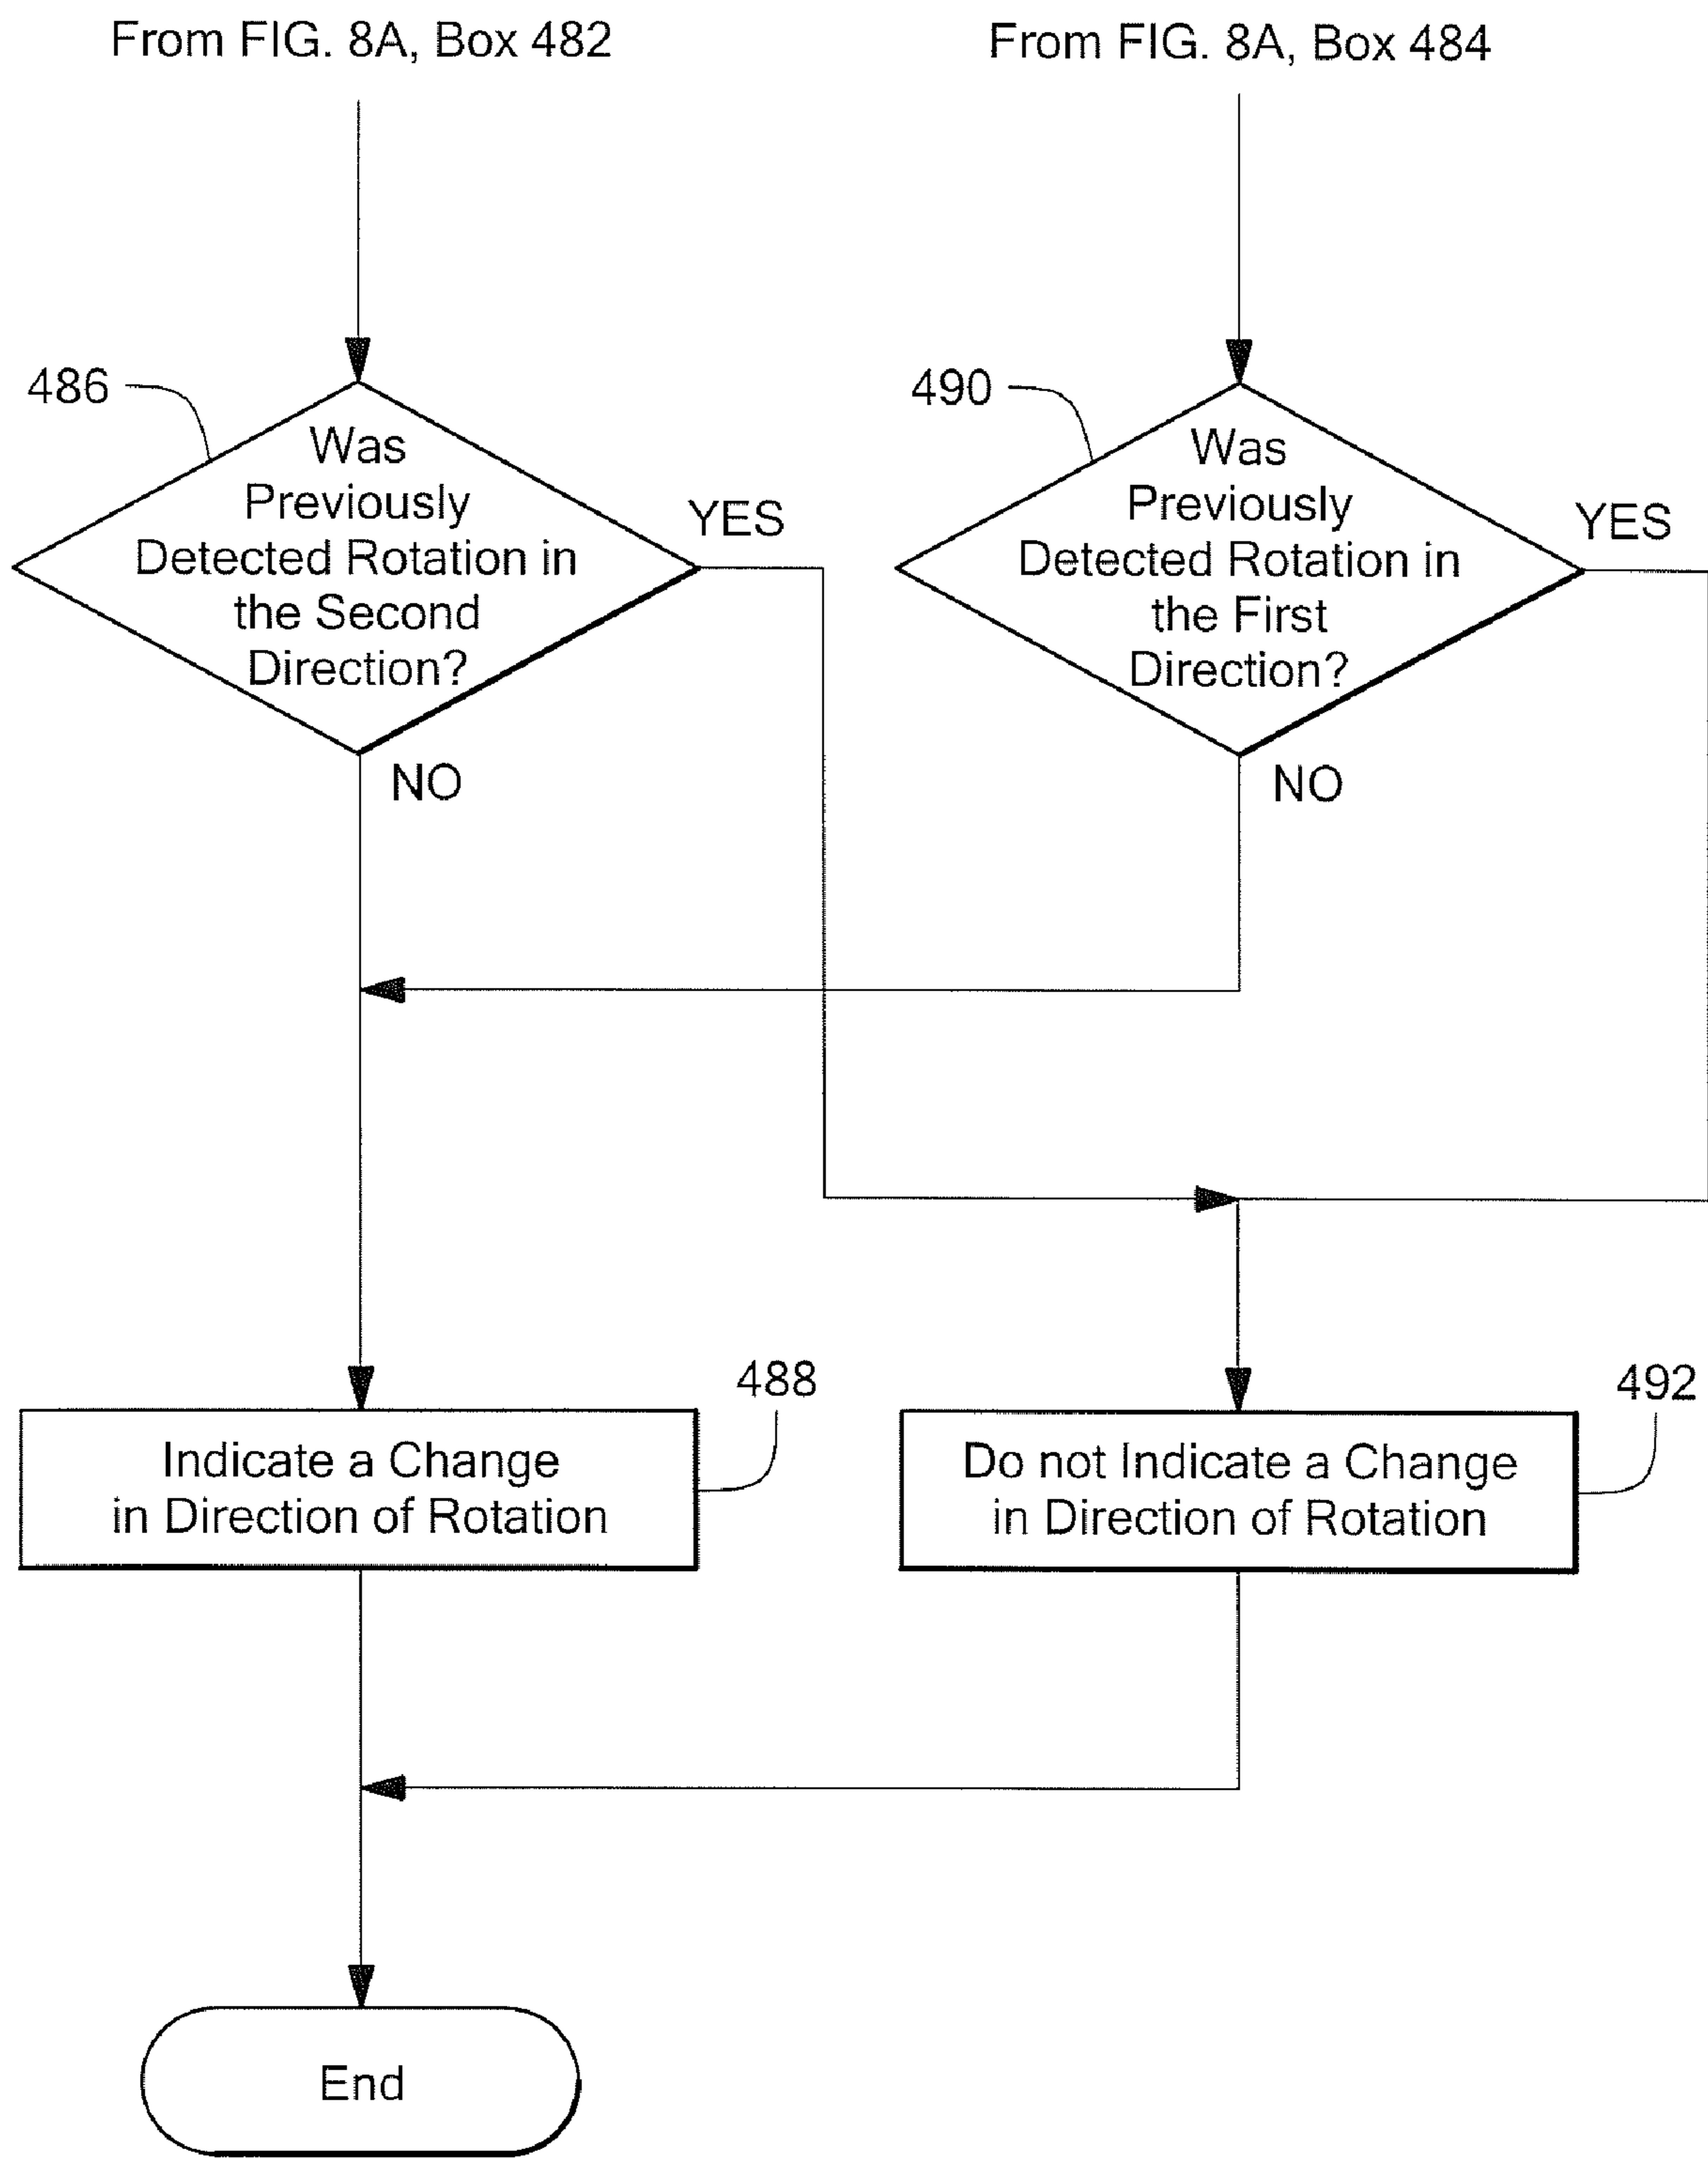 From FIG. 8A, Box 482
From FIG. 8A, Box 484
486
Was
Previously
Detected Rotation in
the Second
Direction?
YES
NO
490
Was
Previously
Detected Rotation in
the First
Direction?
YES
NO
488
Indicate a Change
in Direction of Rotation
492
Do not Indicate a Change
in Direction of Rotation
End